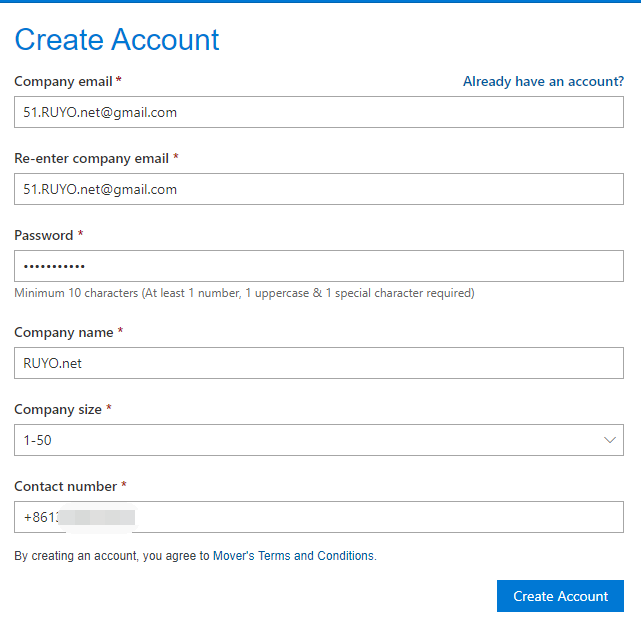 Create Account
Company email * Already have an account?
51.RUYO.net@gmail.com
Re-enter company email *
51.RUYO.net@gmail.com
Password *
•••••••••••
Minimum 10 characters (At least 1 number, 1 uppercase & 1 special character required)
Company name *
RUYO.net
Company size *
1-50
Contact number *
+861
By creating an account, you agree to Mover's Terms and Conditions.
Create Account